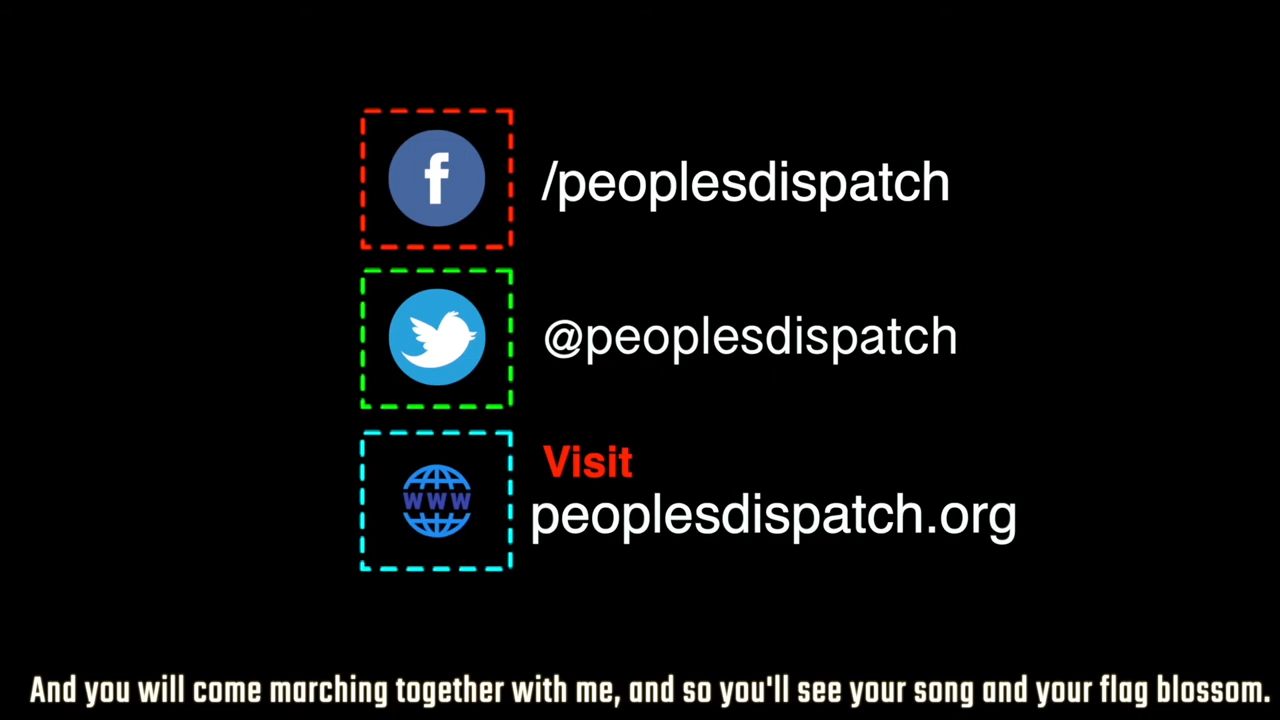 f
/peoplesdispatch
@peoplesdispatch
Visit
www
peoplesdispatch.org
And you will come marching together with me, and so you'll see your song and your flag blossom.